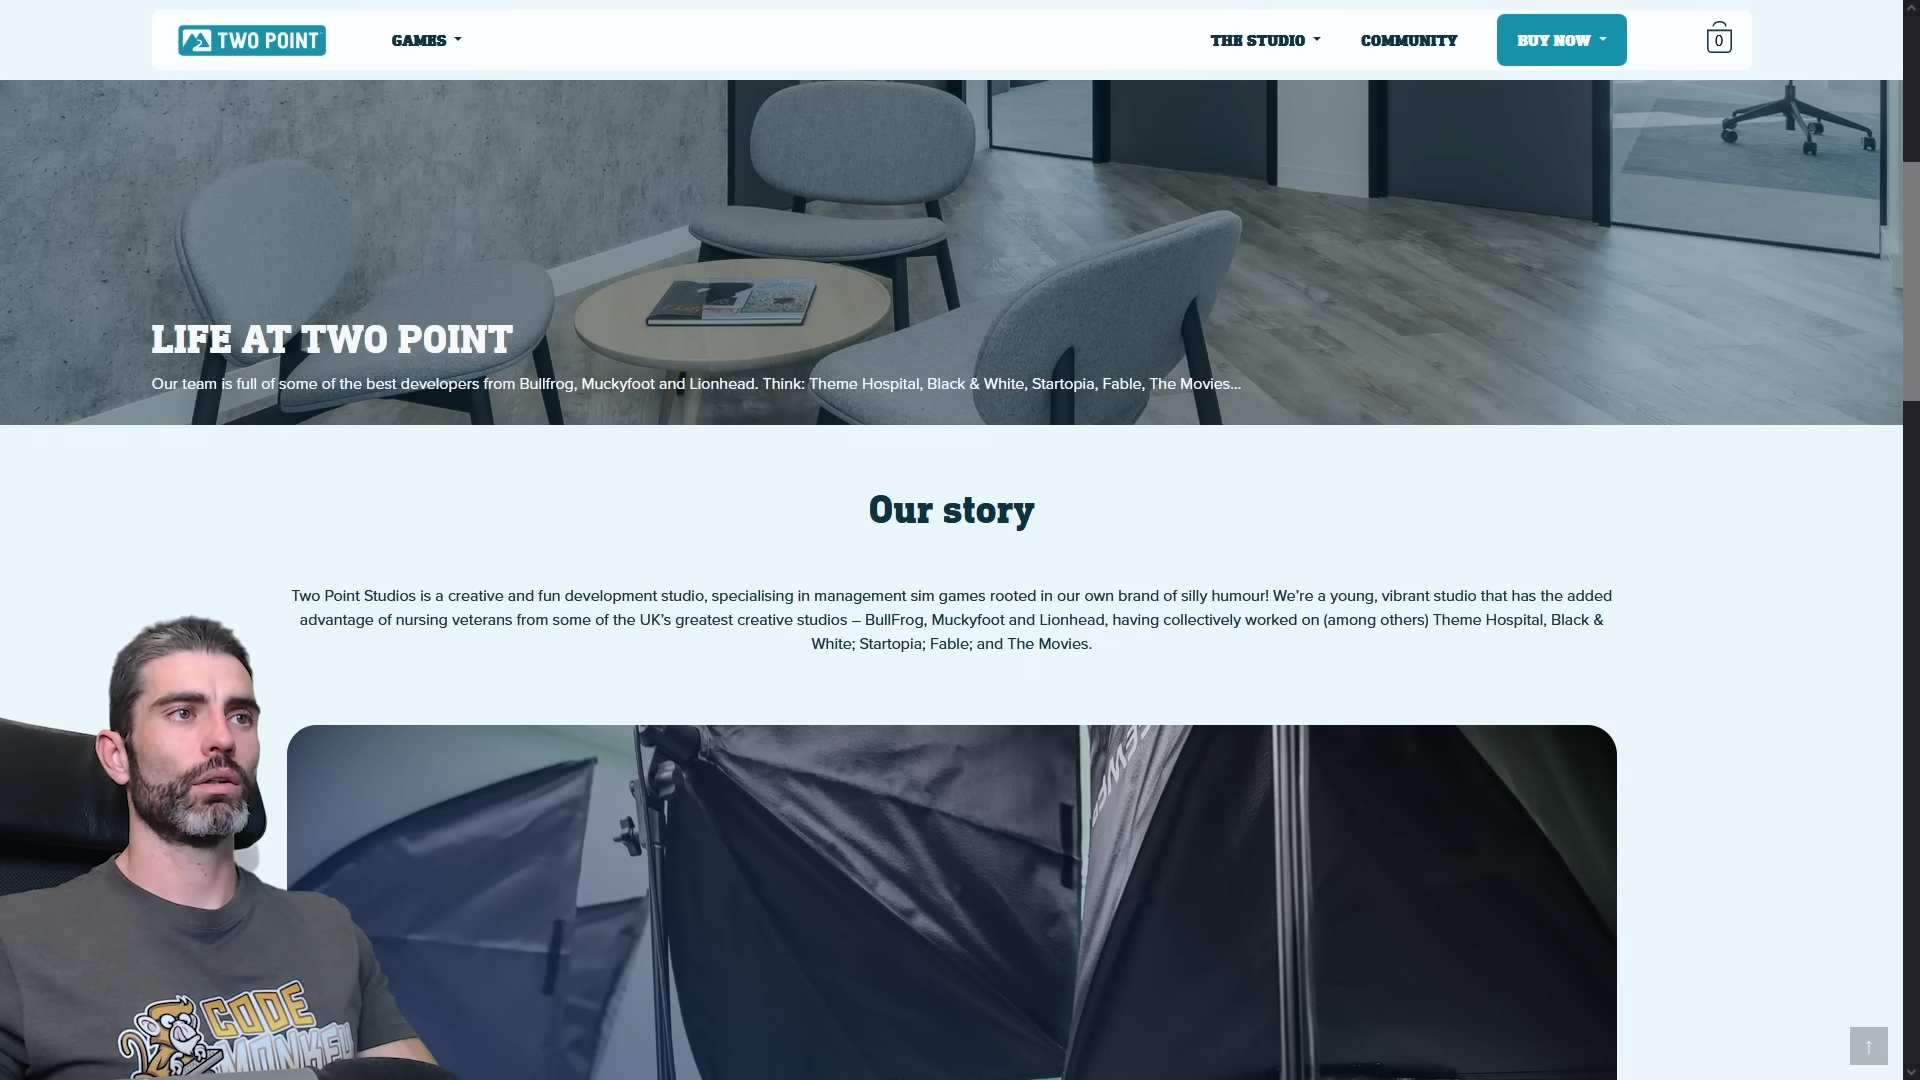 TWO POINT
GAMES
THE STUDIO
COMMUNITY
BUY NOW
0
LIFE AT TWO POINT
Our team is full of some of the best developers from Bullfrog, Muckyfoot and Lionhead. Think: Theme Hospital, Black & White, Startopia, Fable, The Movies...
Our story
Two Point Studios is a creative and fun development studio, specialising in management sim games rooted in our own brand of silly humour! We’re a young, vibrant studio that has the added
advantage of nursing veterans from some of the UK’s greatest creative studios – BullFrog, Muckyfoot and Lionhead, having collectively worked on (among others) Theme Hospital, Black &
White; Startopia; Fable; and The Movies.
CODE
MONKEY